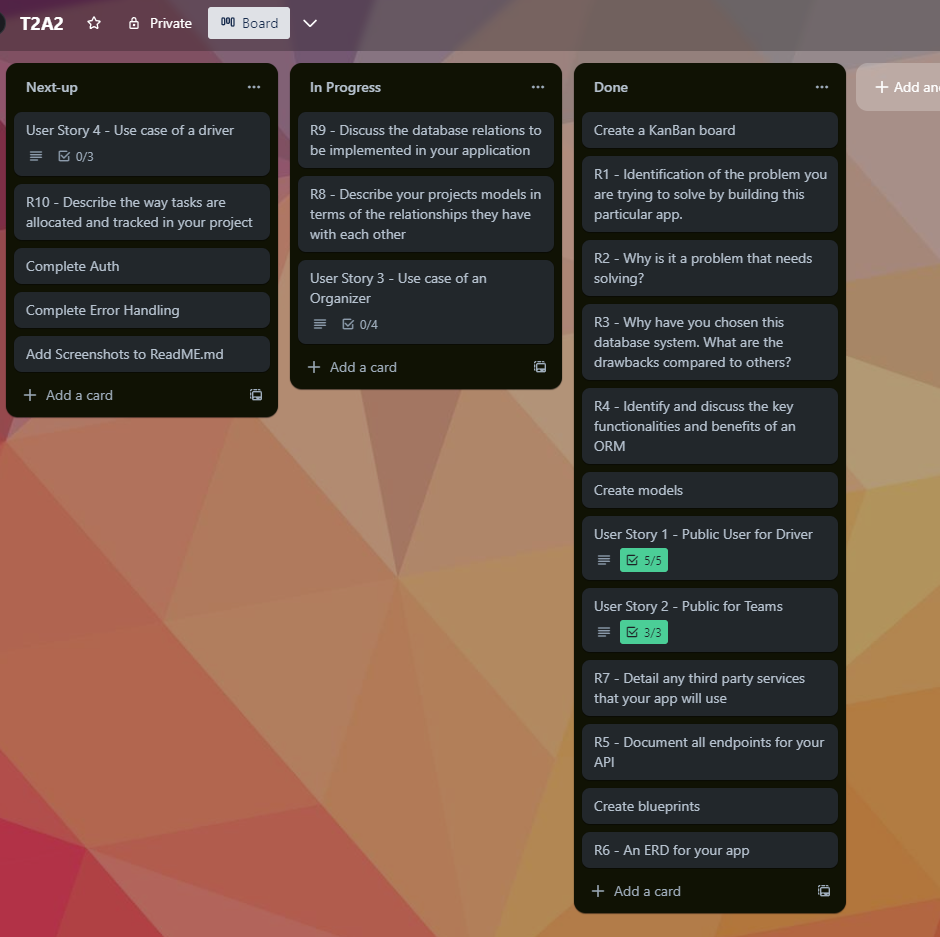 T2A2
Private
Board
Next-up
User Story 4 - Use case of a driver
0/3
R10 - Describe the way tasks are
allocated and tracked in your project
Complete Auth
Complete Error Handling
Add Screenshots to ReadME.md
Add a card
In Progress
R9 - Discuss the database relations to
be implemented in your application
R8 - Describe your projects models in
terms of the relationships they have
with each other
User Story 3 - Use case of an
Organizer
0/4
Add a card
Done
Create a KanBan board
R1 - Identification of the problem you
are trying to solve by building this
particular app.
R2 - Why is it a problem that needs
solving?
R3 - Why have you chosen this
database system. What are the
drawbacks compared to others?
R4 - Identify and discuss the key
functionalities and benefits of an
ORM
Create models
User Story 1 - Public User for Driver
5/5
User Story 2 - Public for Teams
3/3
R7 - Detail any third party services
that your app will use
R5 - Document all endpoints for your
API
Create blueprints
R6 - An ERD for your app
Add a card
Add